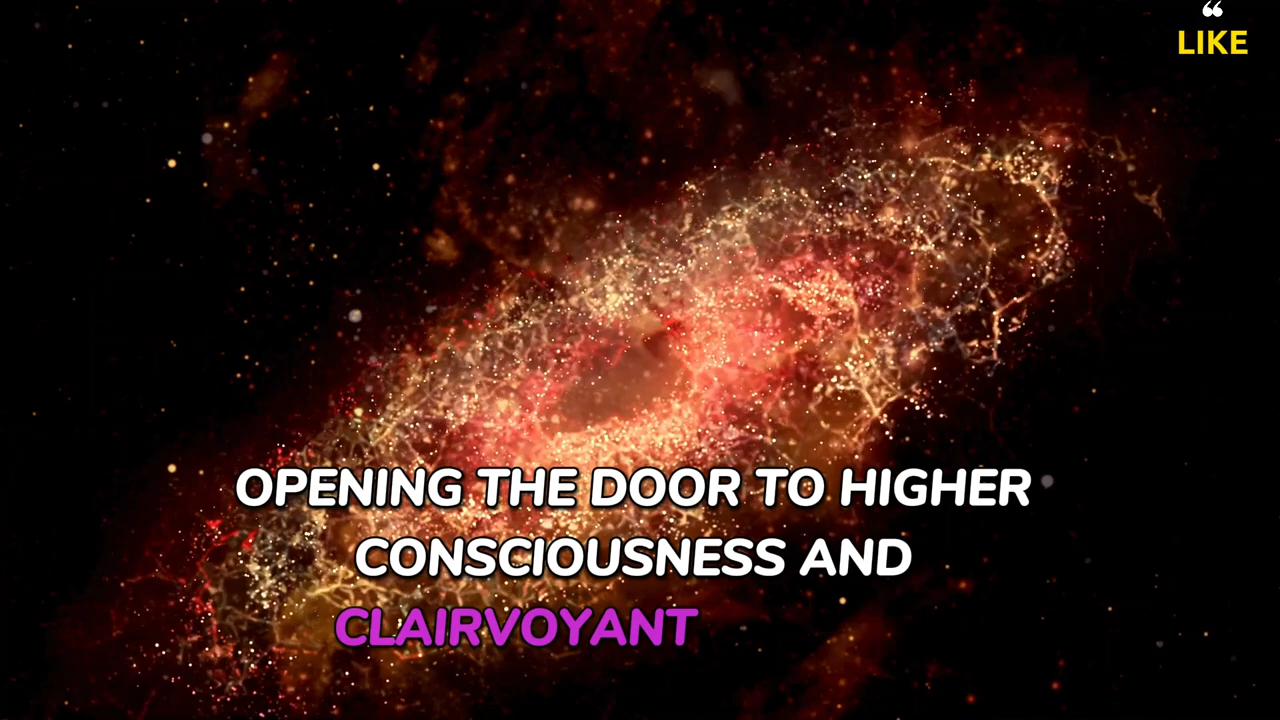 ❝
LIKE
OPENING THE DOOR TO HIGHER
CONSCIOUSNESS AND
CLAIRVOYANT